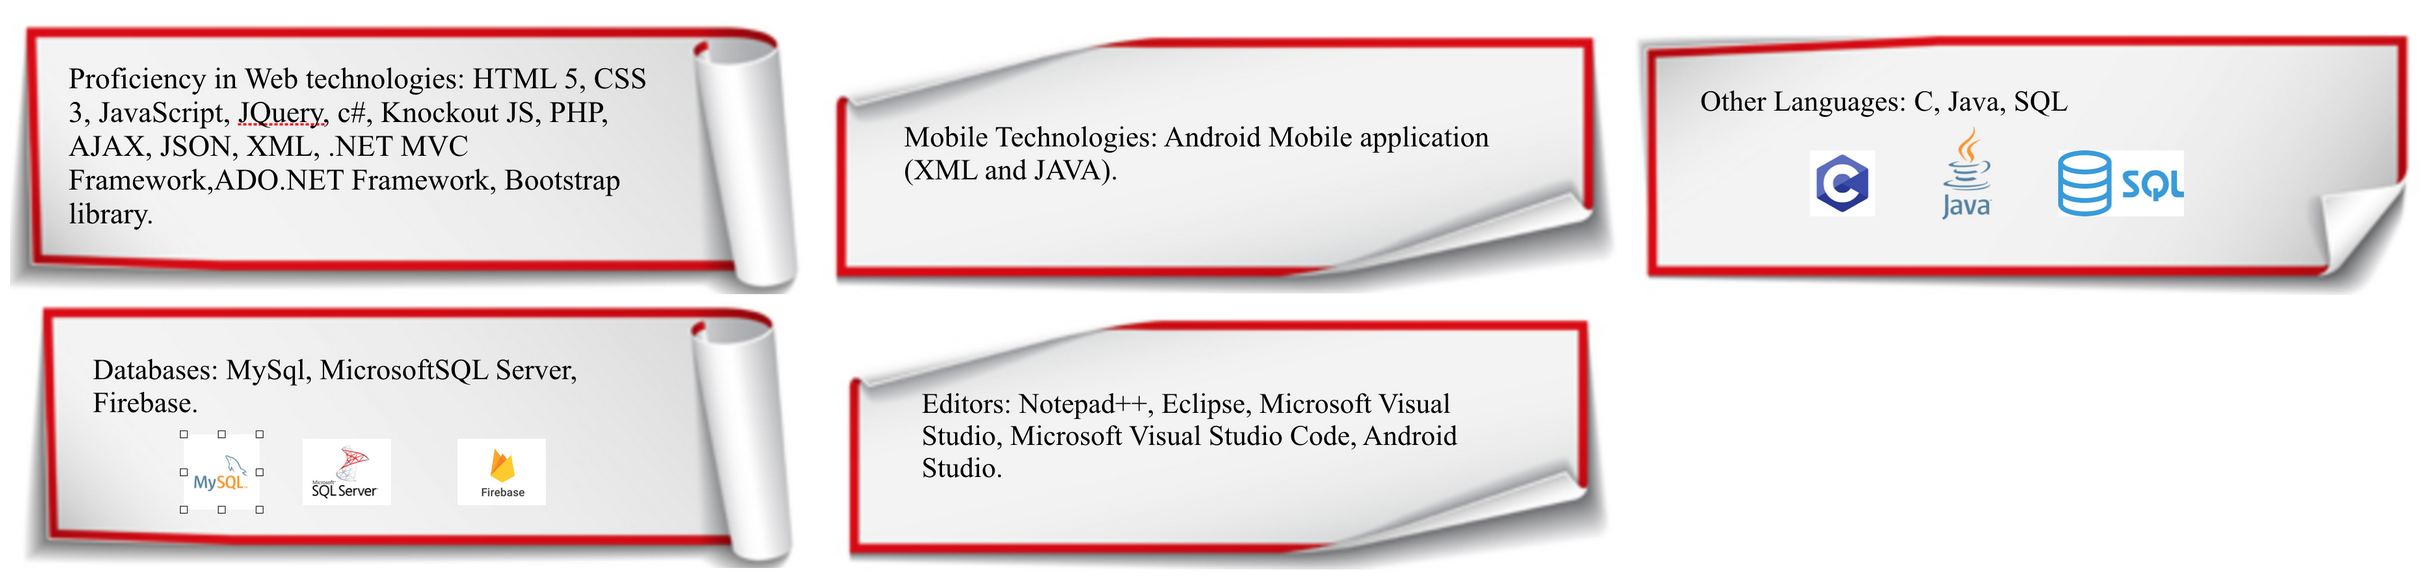 Proficiency in Web technologies: HTML 5, CSS
3, JavaScript, JQuery, c#, Knockout JS, PHP,
AJAX, JSON, XML, .NET MVC
Framework,ADO.NET Framework, Bootstrap
library.
Mobile Technologies: Android Mobile application
(XML and JAVA).
Other Languages: C, Java, SQL
C
Java
SQL
Databases: MySql, MicrosoftSQL Server,
Firebase.
MySQL
Microsoft
SQL Server
Firebase
Editors: Notepad++, Eclipse, Microsoft Visual
Studio, Microsoft Visual Studio Code, Android
Studio.